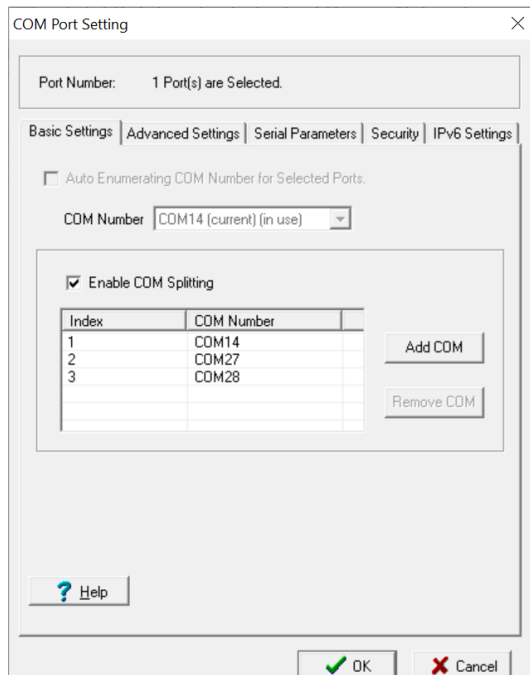 COM Port Setting
Port Number: 1 Port(s) are Selected.
Basic Settings Advanced Settings Serial Parameters Security IPv6 Settings
Auto Enumerating COM Number for Selected Ports.
COM Number COM14 (current) (in use)
Enable COM Splitting
Index COM Number
1 COM14
2 COM27
3 COM28
Add COM
Remove COM
? Help
OK Cancel